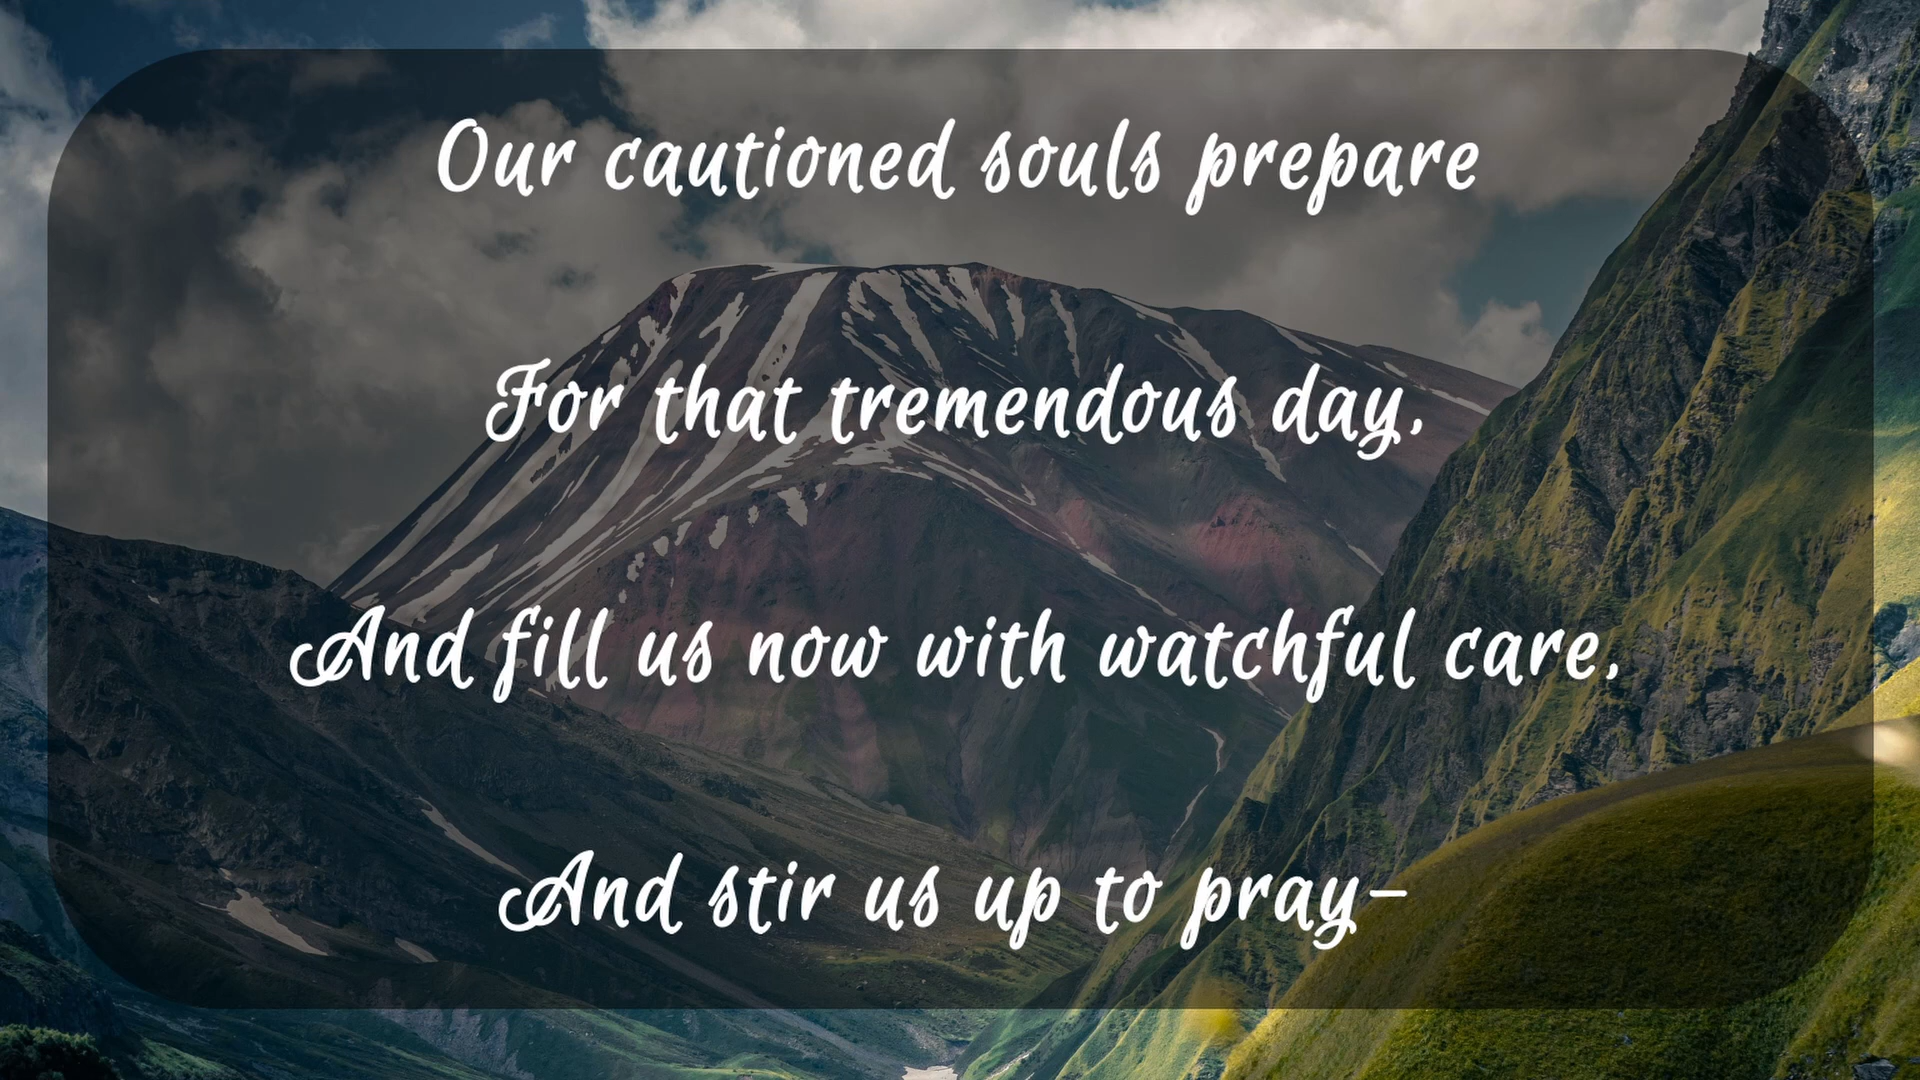 Our cautioned souls prepare
For that tremendous day,
And fill us now with watchful care,
And stir us up to pray–